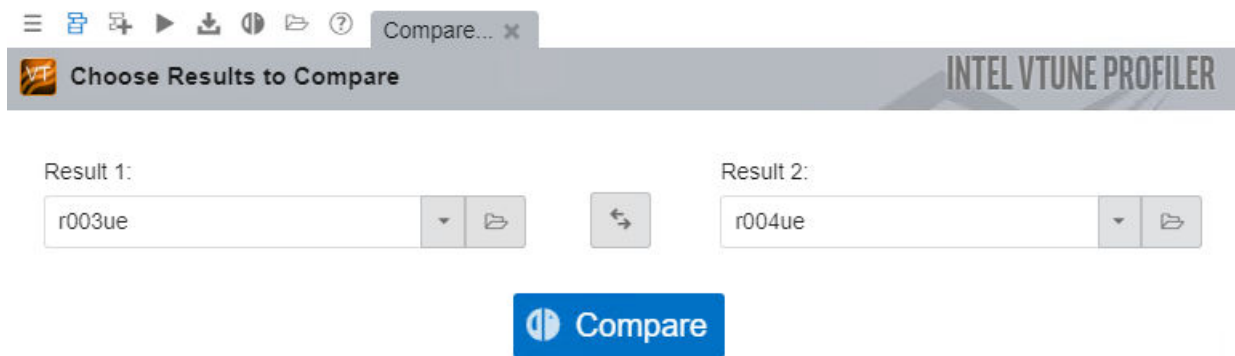 Compare...
VT Choose Results to Compare INTEL VTUNE PROFILER
Result 1: Result 2:
r003ue r004ue
Compare